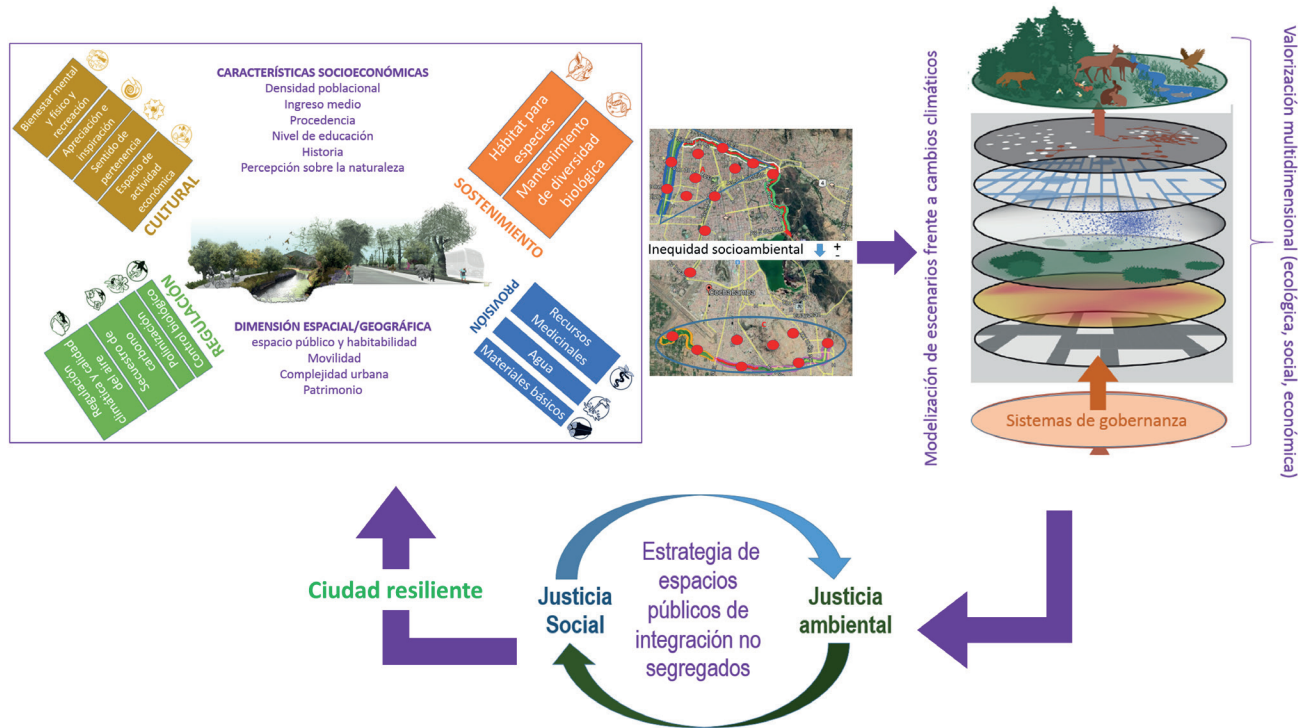 CARACTERÍSTICAS SOCIOECONÓMICAS
Densidad poblacional
Ingreso medio
Procedencia
Nivel de educación
Historia
Percepción sobre la naturaleza
Bienestar mental
y físico y
recreación
Apreciación e
inspiración
Sentido de
pertenencia
Espacio de
actividad
económica
CULTURAL
Hábitat para
especies
Mantenimiento
de diversidad
biológica
SOSTENIMIENTO
REGULACIÓN
Control biológico
Polinización
Secuestro de
carbono
Regulación
climática y calidad
del aire
DIMENSIÓN ESPACIAL/GEOGRÁFICA
espacio público y habitabilidad
Movilidad
Complejidad urbana
Patrimonio
PROVISIÓN
Recursos
Medicinales
Agua
Materiales básicos
Inequidad socioambiental
+
-
Cochabamba
Modelización de escenarios frente a cambios climáticos
Sistemas de gobernanza
Valorización multidimensional (ecológica, social, económica)
Ciudad resiliente
Justicia
Social
Estrategia de
espacios
públicos de
integración no
segregados
Justicia
ambiental